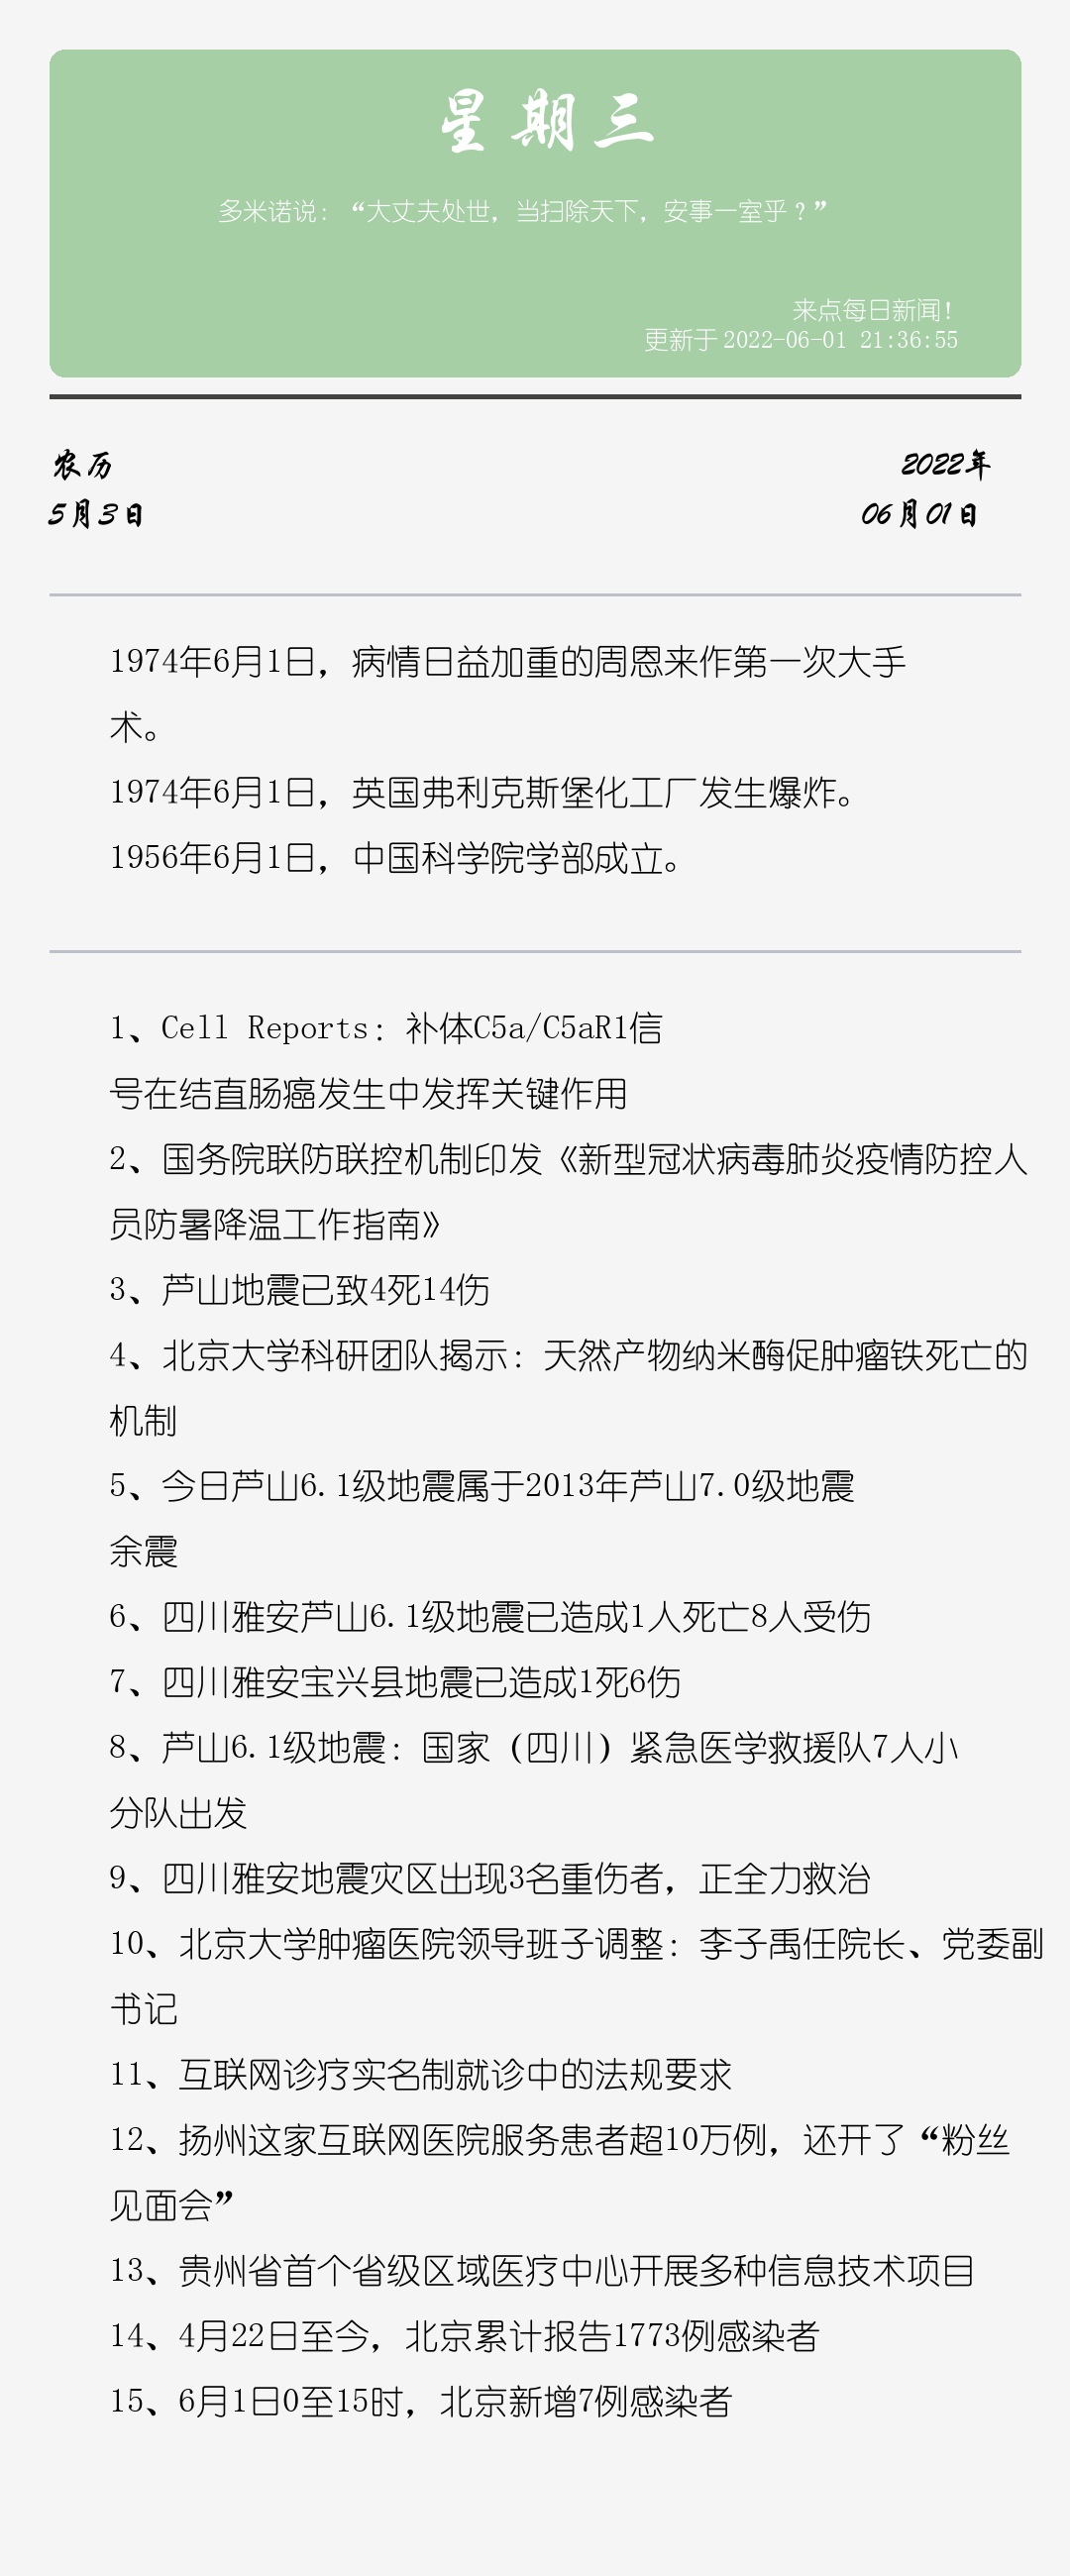 星期三
多米诺说：“大丈夫处世，当扫除天下，安事一室乎？”
来点每日新闻！
更新于2022-06-01 21:36:55
农历
5月3日
2022年
06月01日
1974年6月1日，病情日益加重的周恩来作第一次大手
术。
1974年6月1日，英国弗利克斯堡化工厂发生爆炸。
1956年6月1日，中国科学院学部成立。
1、Cell Reports：补体C5a/C5aR1信
号在结直肠癌发生中发挥关键作用
2、国务院联防联控机制印发《新型冠状病毒肺炎疫情防控人
员防暑降温工作指南》
3、芦山地震已致4死14伤
4、北京大学科研团队揭示：天然产物纳米酶促肿瘤铁死亡的
机制
5、今日芦山6.1级地震属于2013年芦山7.0级地震
余震
6、四川雅安芦山6.1级地震已造成1人死亡8人受伤
7、四川雅安宝兴县地震已造成1死6伤
8、芦山6.1级地震：国家（四川）紧急医学救援队7人小
分队出发
9、四川雅安地震灾区出现3名重伤者，正全力救治
10、北京大学肿瘤医院领导班子调整：李子禹任院长、党委副
书记
11、互联网诊疗实名制就诊中的法规要求
12、扬州这家互联网医院服务患者超10万例，还开了“粉丝
见面会”
13、贵州省首个省级区域医疗中心开展多种信息技术项目
14、4月22日至今，北京累计报告1773例感染者
15、6月1日0至15时，北京新增7例感染者